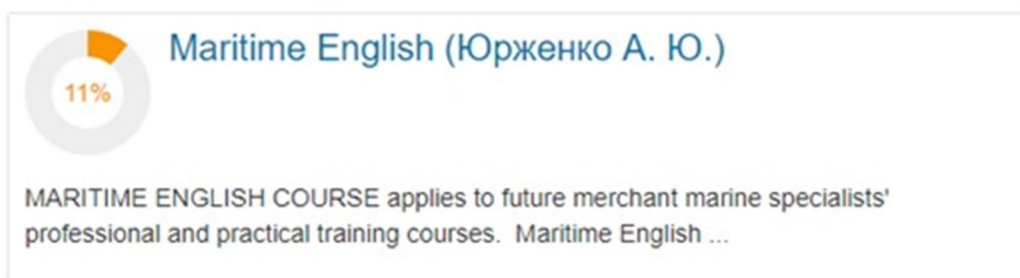 Maritime English (Юрженко А. Ю.)
11%
MARITIME ENGLISH COURSE applies to future merchant marine specialists'
professional and practical training courses. Maritime English ...